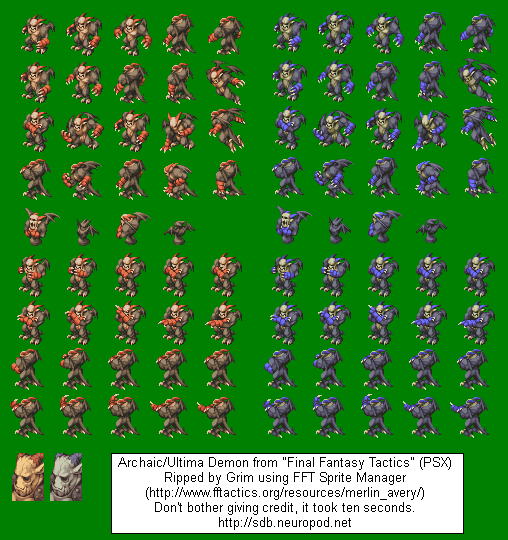 Archaic/Ultima Demon from "Final Fantasy Tactics" (PSX)
Ripped by Grim using FFT Sprite Manager
(http://www.fftactics.org/resources/merlin_avery/)
Don't bother giving credit, it took ten seconds.
http://sdb.neuropod.net